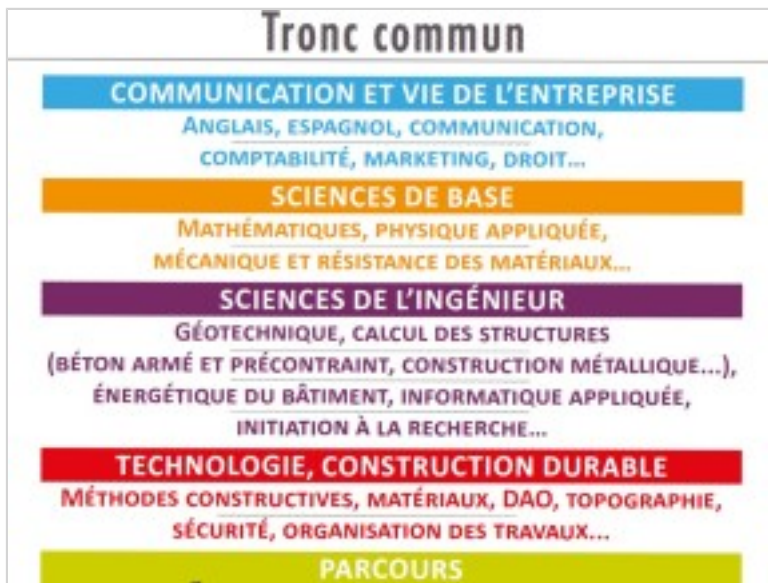 Tronc commun
COMMUNICATION ET VIE DE L'ENTREPRISE
ANGLAIS, ESPAGNOL, COMMUNICATION,
COMPTABILITÉ, MARKETING, DROIT...
SCIENCES DE BASE
MATHÉMATIQUES, PHYSIQUE APPLIQUÉE,
MÉCANIQUE ET RÉSISTANCE DES MATÉRIAUX...
SCIENCES DE L'INGÉNIEUR
GÉOTECHNIQUE, CALCUL DES STRUCTURES
(BÉTON ARMÉ ET PRÉCONTRAINT, CONSTRUCTION MÉTALLIQUE...),
ÉNERGÉTIQUE DU BÂTIMENT, INFORMATIQUE APPLIQUÉE,
INITIATION À LA RECHERCHE...
TECHNOLOGIE, CONSTRUCTION DURABLE
MÉTHODES CONSTRUCTIVES, MATÉRIAUX, DAO, TOPOGRAPHIE,
SÉCURITÉ, ORGANISATION DES TRAVAUX...
PARCOURS